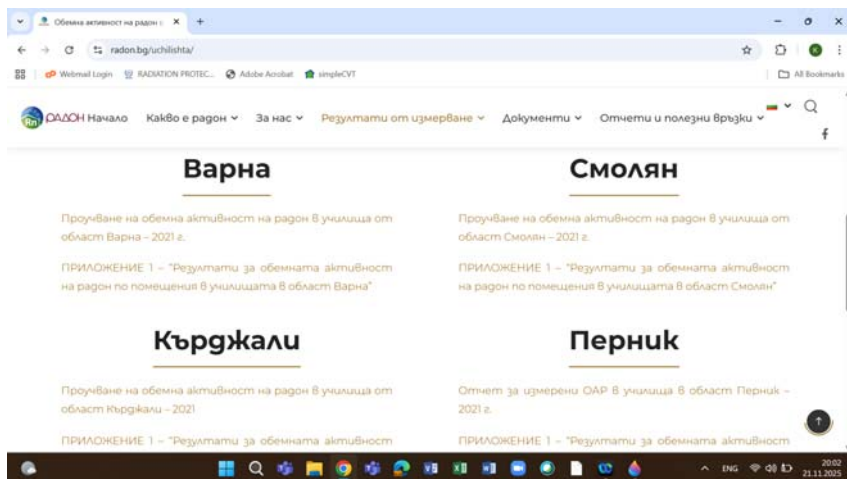 Обемна активност на радон с
radon.bg/uchilishta/
Webmail Login RADIATION PROTEC... Adobe Acrobat simpleCVT All Bookmarks
Rn РАДОН Начало Какво е радон За нас Резултати от измерване Документи Отчети и полезни връзки
Варна
Проучване на обемна активност на радон в училища от
област Варна – 2021 г.
ПРИЛОЖЕНИЕ 1 – "Резултати за обемната активност
на радон по помещения в училищата в област Варна"
Смолян
Проучване на обемна активност на радон в училища от
област Смолян – 2021 г.
ПРИЛОЖЕНИЕ 1 – "Резултати за обемната активност
на радон по помещения в училищата в област Смолян"
Кърджали
Проучване на обемна активност на радон в училища от
област Кърджали – 2021
ПРИЛОЖЕНИЕ 1 – "Резултати за обемната активност
Перник
Отчет за измерени ОАР в училища в област Перник –
2021 г.
ПРИЛОЖЕНИЕ 1 – "Резултати за обемната активност
ENG 20:02
21.11.2025